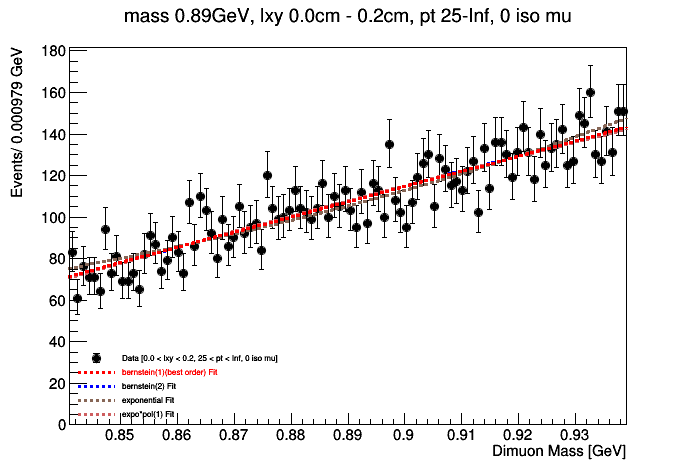 mass 0.89GeV, lxy 0.0cm - 0.2cm, pt 25-Inf, 0 iso mu
Events/ 0.000979 GeV
180
160
140
120
100
80
60
40
20
0
Data [0.0 < lxy < 0.2, 25 < pt < Inf, 0 iso mu]
bernstein(1)(best order) Fit
bernstein(2) Fit
exponential Fit
expo*pol(1) Fit
0.85 0.86 0.87 0.88 0.89 0.9 0.91 0.92 0.93
Dimuon Mass [GeV]